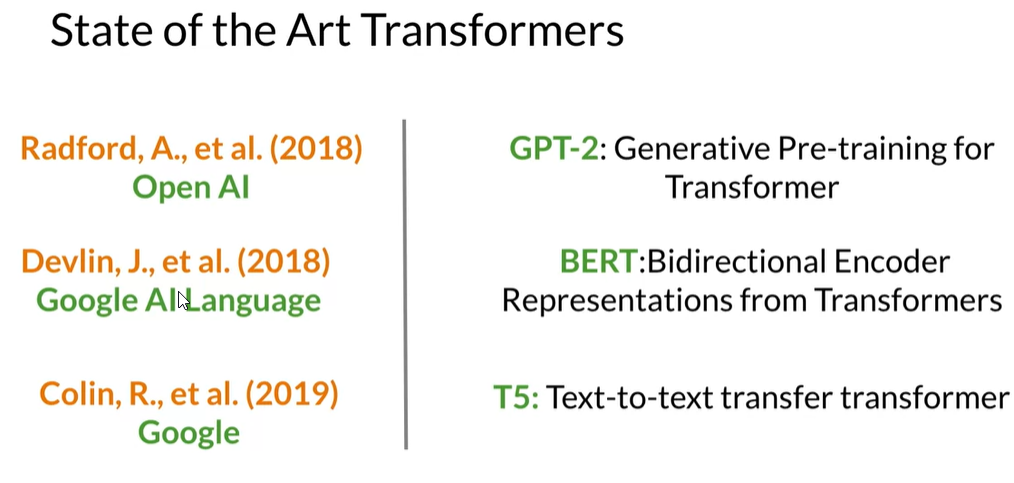 State of the Art Transformers
Radford, A., et al. (2018)
Open AI
GPT-2: Generative Pre-training for
Transformer
Devlin, J., et al. (2018)
Google AI Language
BERT:Bidirectional Encoder
Representations from Transformers
Colin, R., et al. (2019)
Google
T5: Text-to-text transfer transformer